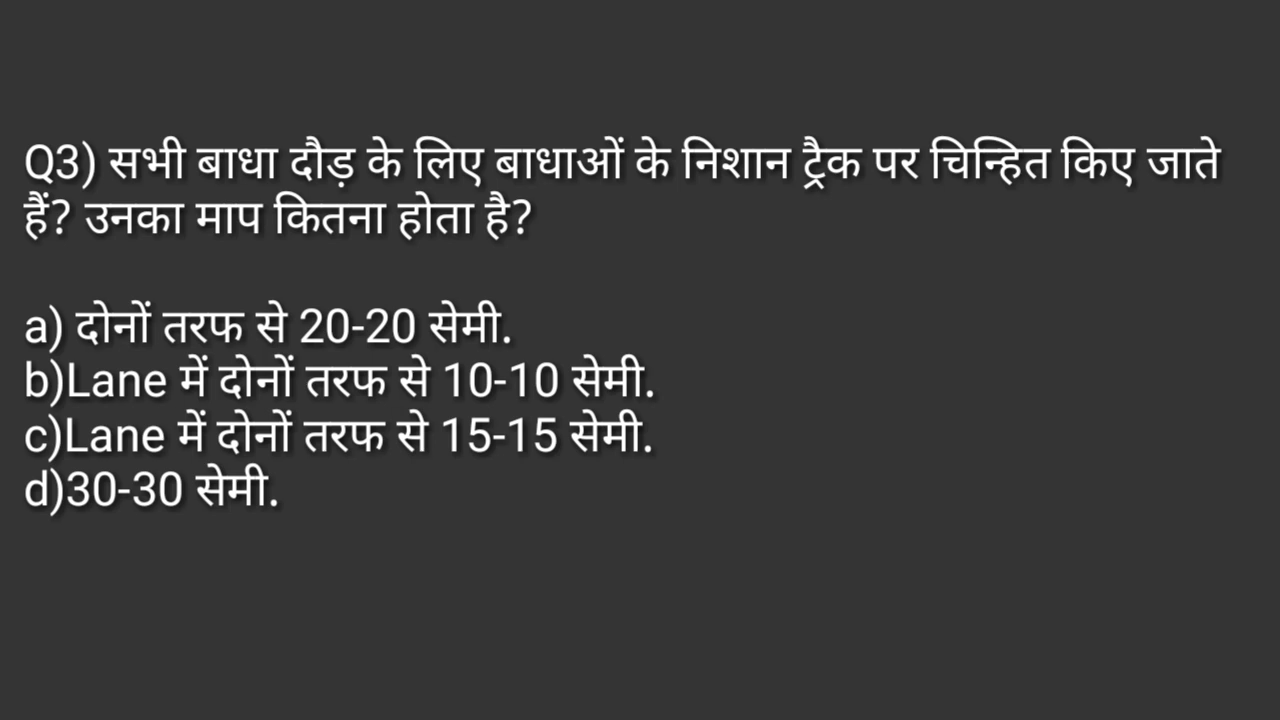 Q3) सभी बाधा दौड़ के लिए बाधाओं के निशान ट्रैक पर चिन्हित किए जाते
हैं? उनका माप कितना होता है?
a) दोनों तरफ से 20-20 सेमी.
b)Lane में दोनों तरफ से 10-10 सेमी.
c)Lane में दोनों तरफ से 15-15 सेमी.
d)30-30 सेमी.